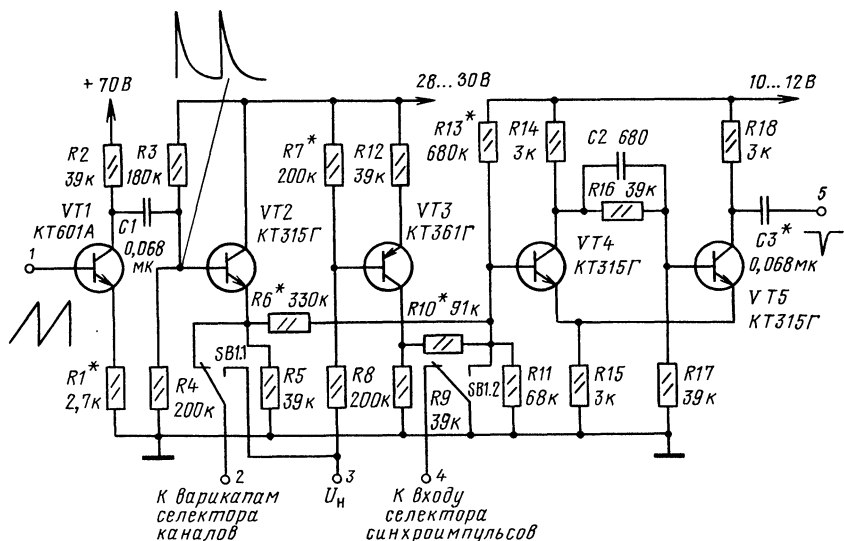 +70В
28...30В
10...12В
R2
39к
R3
180к
R7*
200к
R12
39к
R13*
680к
R14
3к
C2 680
R16 39к
R18
3к
VT1
КТ601А
C1
0,068
мк
VT2
КТ315Г
VT3
КТ361Г
VT4
КТ315Г
C3*
0,068мк
5
VT5
КТ315Г
1
R6* 330к
R10* 91к
R1*
2,7к
R4
200к
SB1.1
R5
39к
R8
200к
R9
39к
SB1.2
R11
68к
R15
3к
R17
39к
2
3
4
К варикапам
селектора
каналов
Uн
К входу
селектора
синхроимпульсов